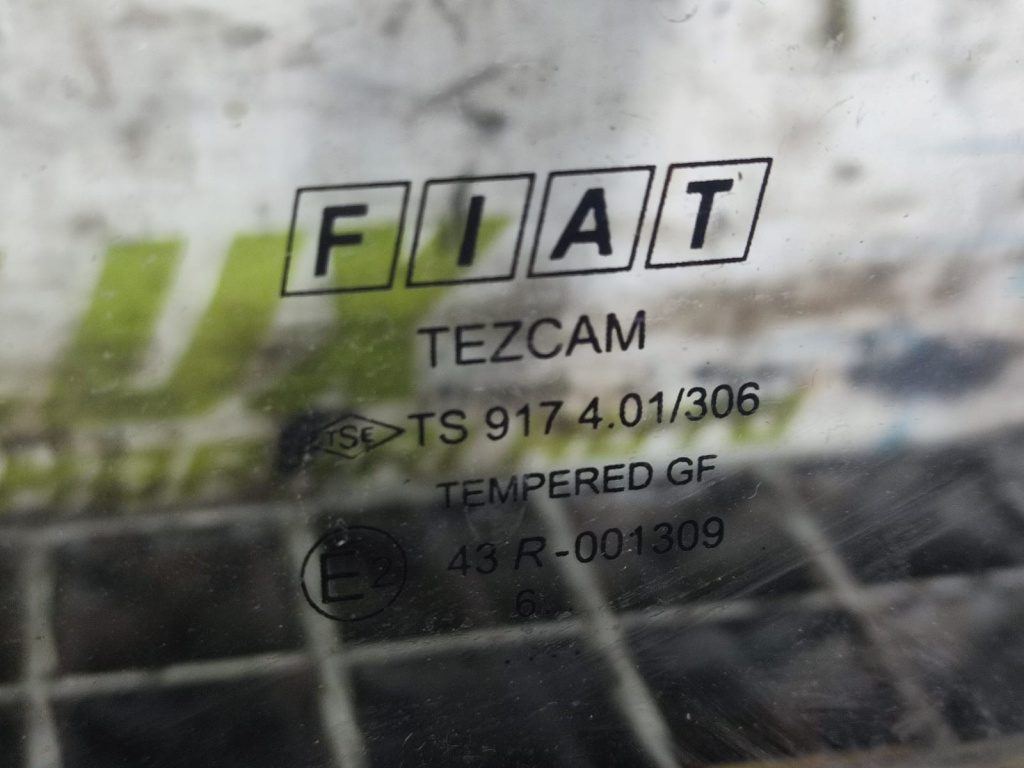 FIAT
TEZCAM
TSE TS 917 4.01/306
TEMPERED GF
E2 43 R-001309
6...
.....